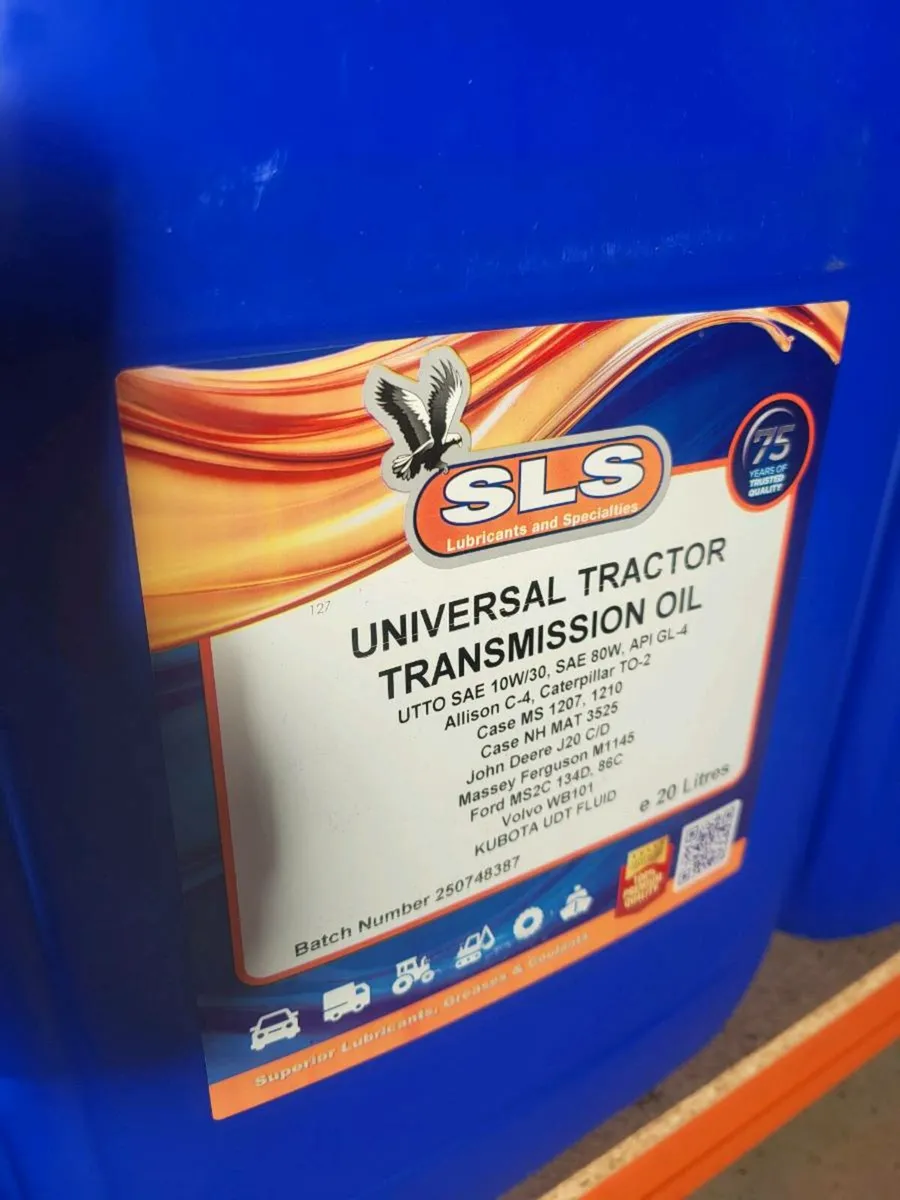 SLS
Lubricants and Specialties
75
YEARS OF
TRUSTED
QUALITY
127
UNIVERSAL TRACTOR
TRANSMISSION OIL
UTTO SAE 10W/30, SAE 80W, API GL-4
Allison C-4, Caterpillar TO-2
Case MS 1207, 1210
Case NH MAT 3525
John Deere J20 C/D
Massey Ferguson M1145
Ford MS2C 134D, 86C
Volvo WB101
KUBOTA UDT FLUID
e 20 Litres
Batch Number 250748387
100%
PREMIUM
QUALITY
Superior Lubricants, Greases & Coolants